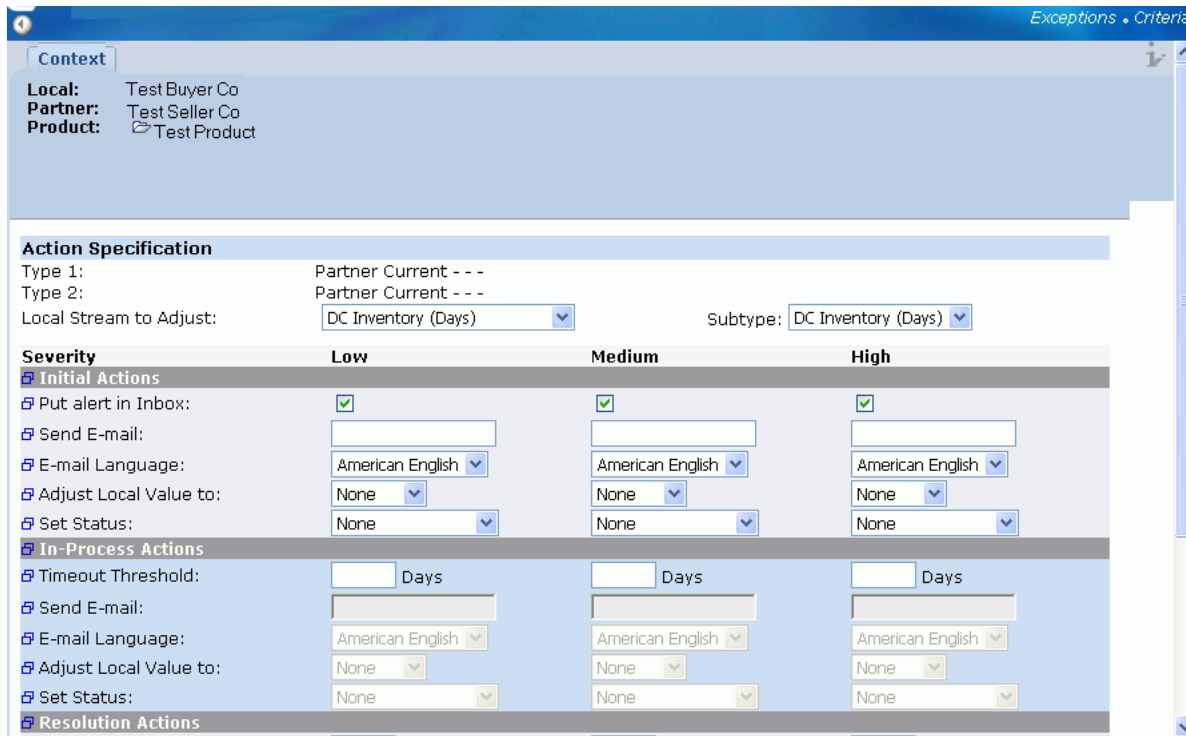 Exceptions • Criteria
Context
Local: Test Buyer Co
Partner: Test Seller Co
Product: Test Product
Action Specification
Type 1: Partner Current - - -
Type 2: Partner Current - - -
Local Stream to Adjust: DC Inventory (Days) Subtype: DC Inventory (Days)
Severity Low Medium High
Initial Actions
Put alert in Inbox:
Send E-mail:
E-mail Language: American English American English American English
Adjust Local Value to: None None None
Set Status: None None None
In-Process Actions
Timeout Threshold: Days Days Days
Send E-mail:
E-mail Language: American English American English American English
Adjust Local Value to: None None None
Set Status: None None None
Resolution Actions